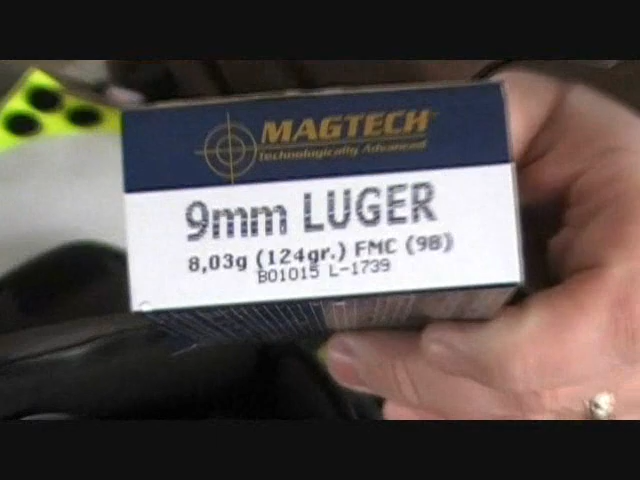 MAGTECH
Technologically Advanced
9mm LUGER
8,03g (124gr.) FMC (9B)
B01015 L-1739